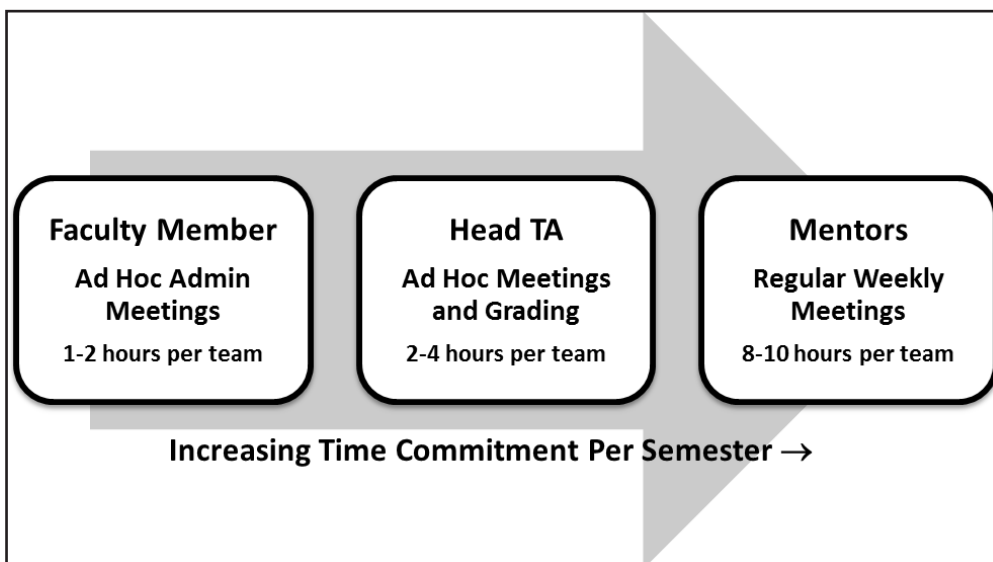 Faculty Member
Ad Hoc Admin
Meetings
1-2 hours per team
Head TA
Ad Hoc Meetings
and Grading
2-4 hours per team
Mentors
Regular Weekly
Meetings
8-10 hours per team
Increasing Time Commitment Per Semester →